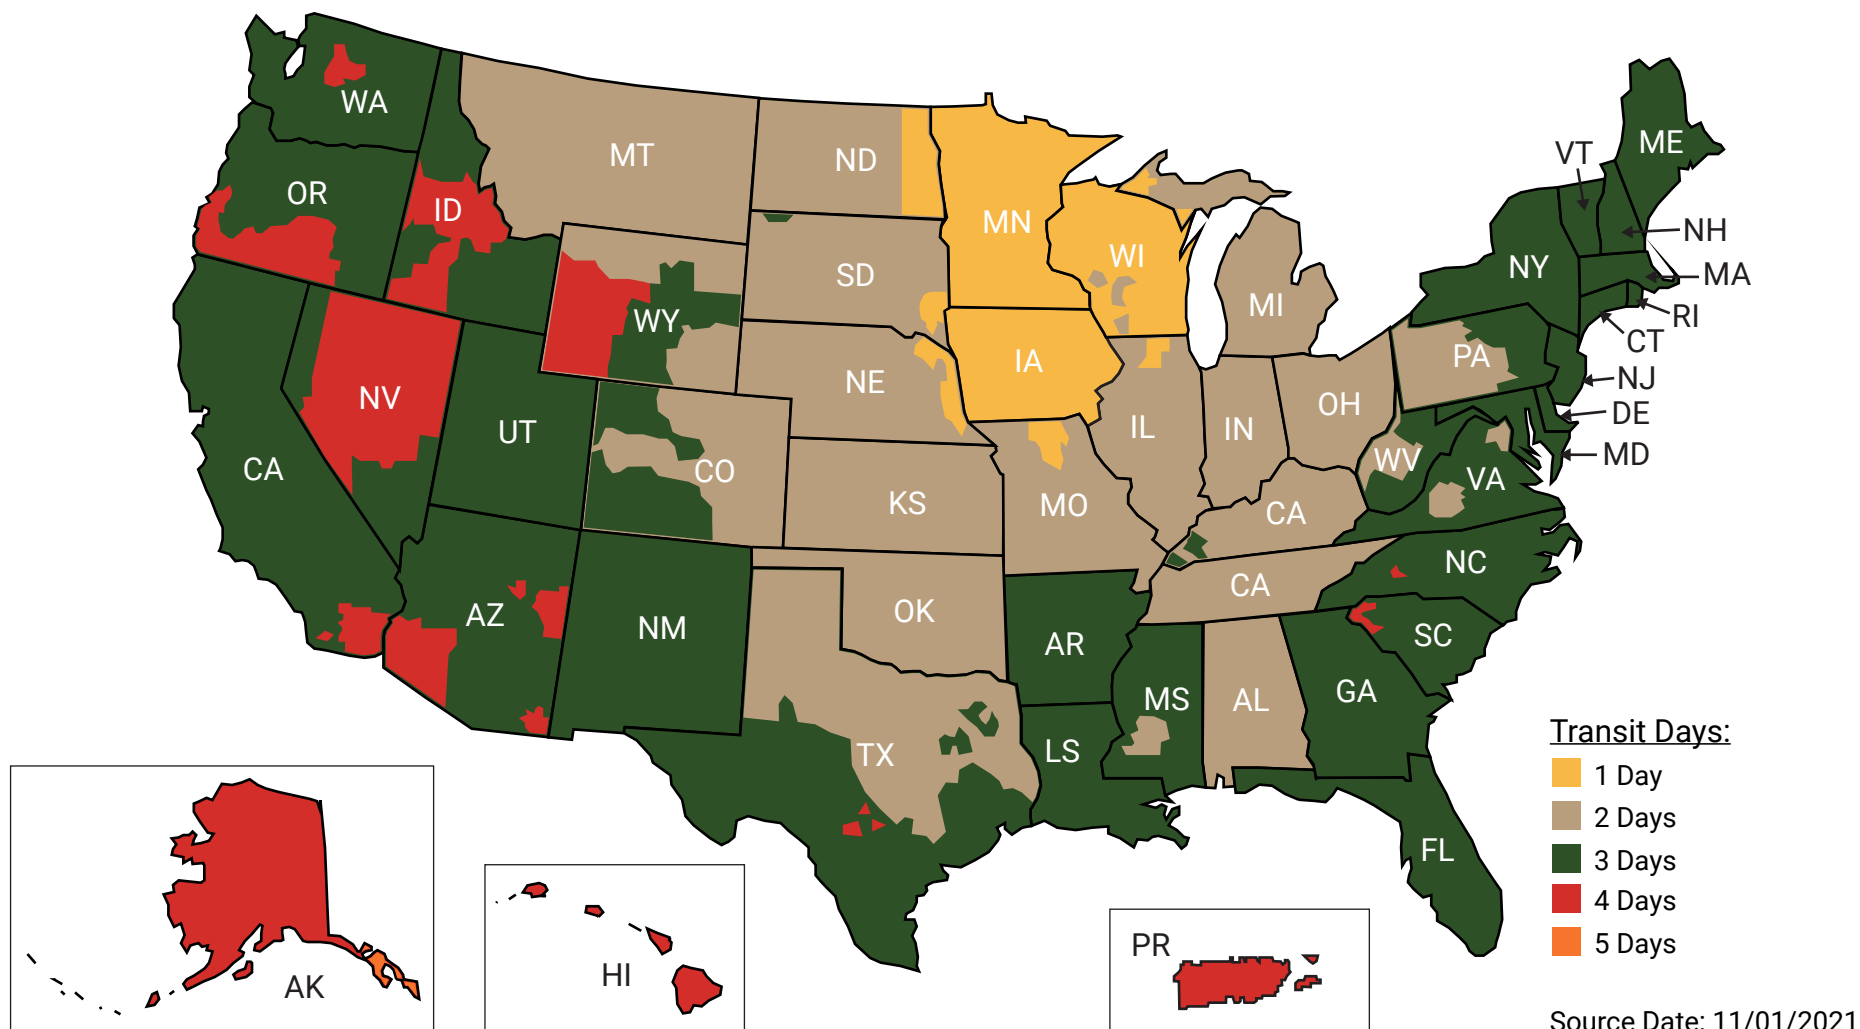 WA
MT
ND
MN
OR
ID
SD
WI
MI
WY
NE
IA
IL
IN
OH
PA
NY
VT
ME
NH
MA
RI
CT
NJ
DE
MD
NV
UT
CO
CA
KS
MO
CA
WV
VA
AZ
NM
OK
AR
CA
NC
SC
TX
LS
MS
AL
GA
FL
AK
HI
PR
Transit Days:
1 Day
2 Days
3 Days
4 Days
5 Days
Source Date: 11/01/2021